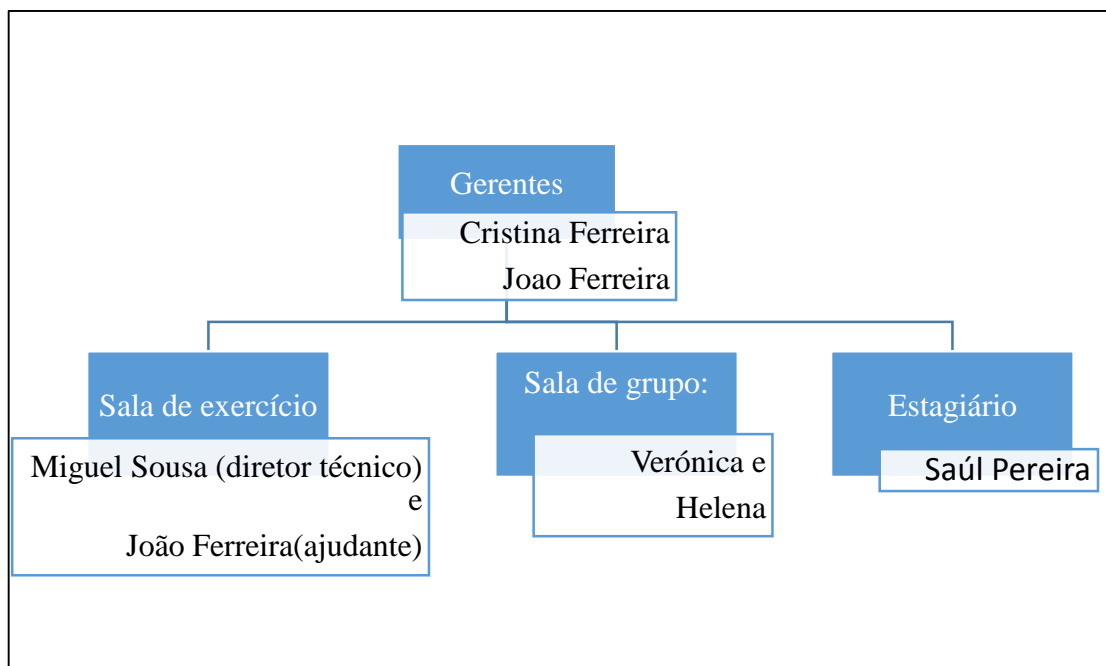 Gerentes
Cristina Ferreira
Joao Ferreira
Sala de exercício
Miguel Sousa (diretor técnico)
e
João Ferreira(ajudante)
Sala de grupo:
Verónica e
Helena
Estagiário
Saúl Pereira